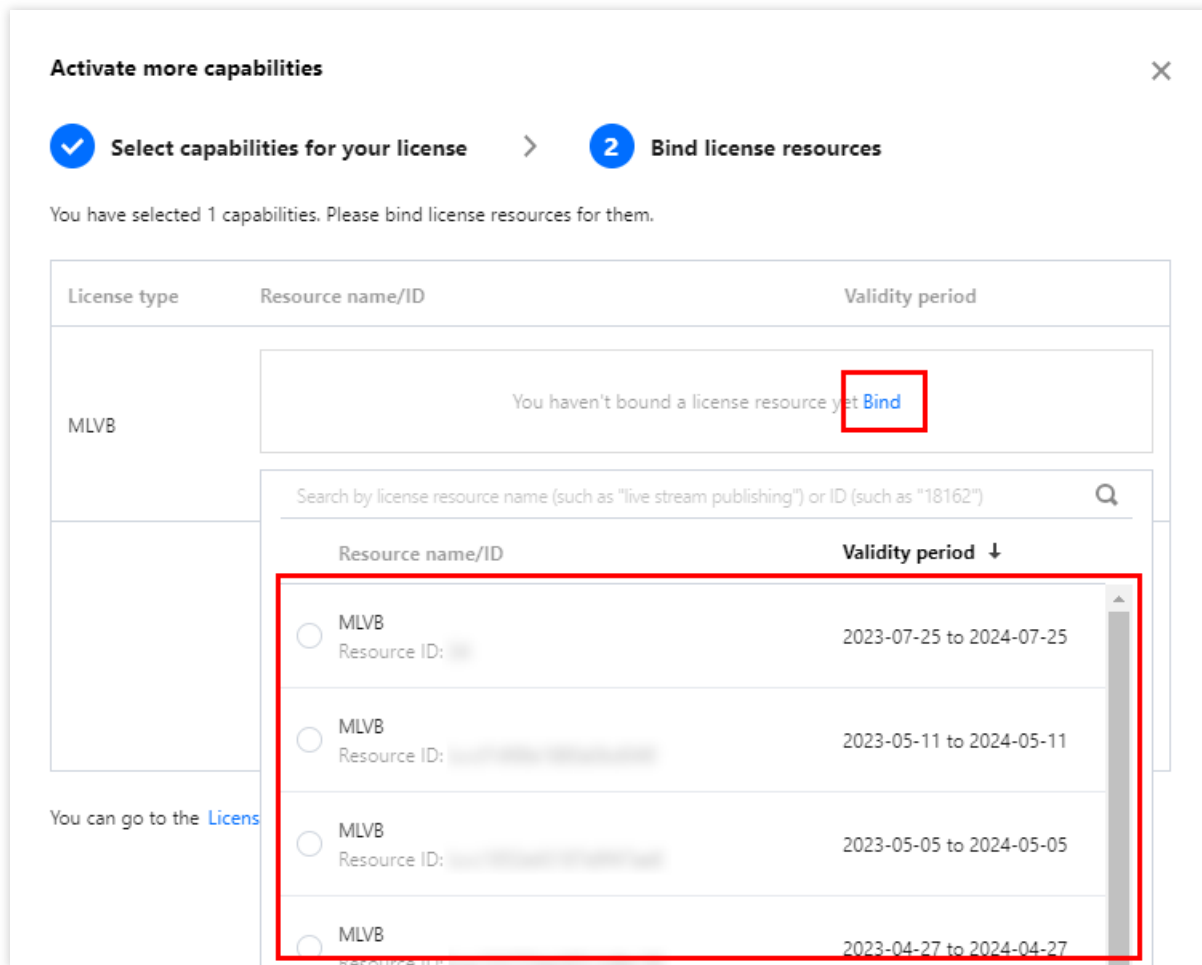 Activate more capabilities
Select capabilities for your license
2 Bind license resources
You have selected 1 capabilities. Please bind license resources for them.
License type Resource name/ID Validity period
You haven't bound a license resource yet Bind
MLVB
Search by license resource name (such as "live stream publishing") or ID (such as "18162")
Resource name/ID Validity period
MLVB
Resource ID:
2023-07-25 to 2024-07-25
MLVB
Resource ID:
2023-05-11 to 2024-05-11
You can go to the Licens
MLVB
Resource ID:
2023-05-05 to 2024-05-05
MLVB
Resource ID:
2023-04-27 to 2024-04-27